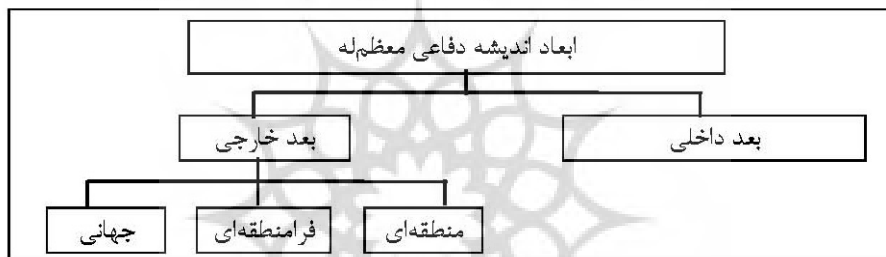 ابعاد اندیشه دفاعی معظم‌له
بعد داخلی
بعد خارجی
منطقه‌ای
فرامنطقه‌ای
جهانی